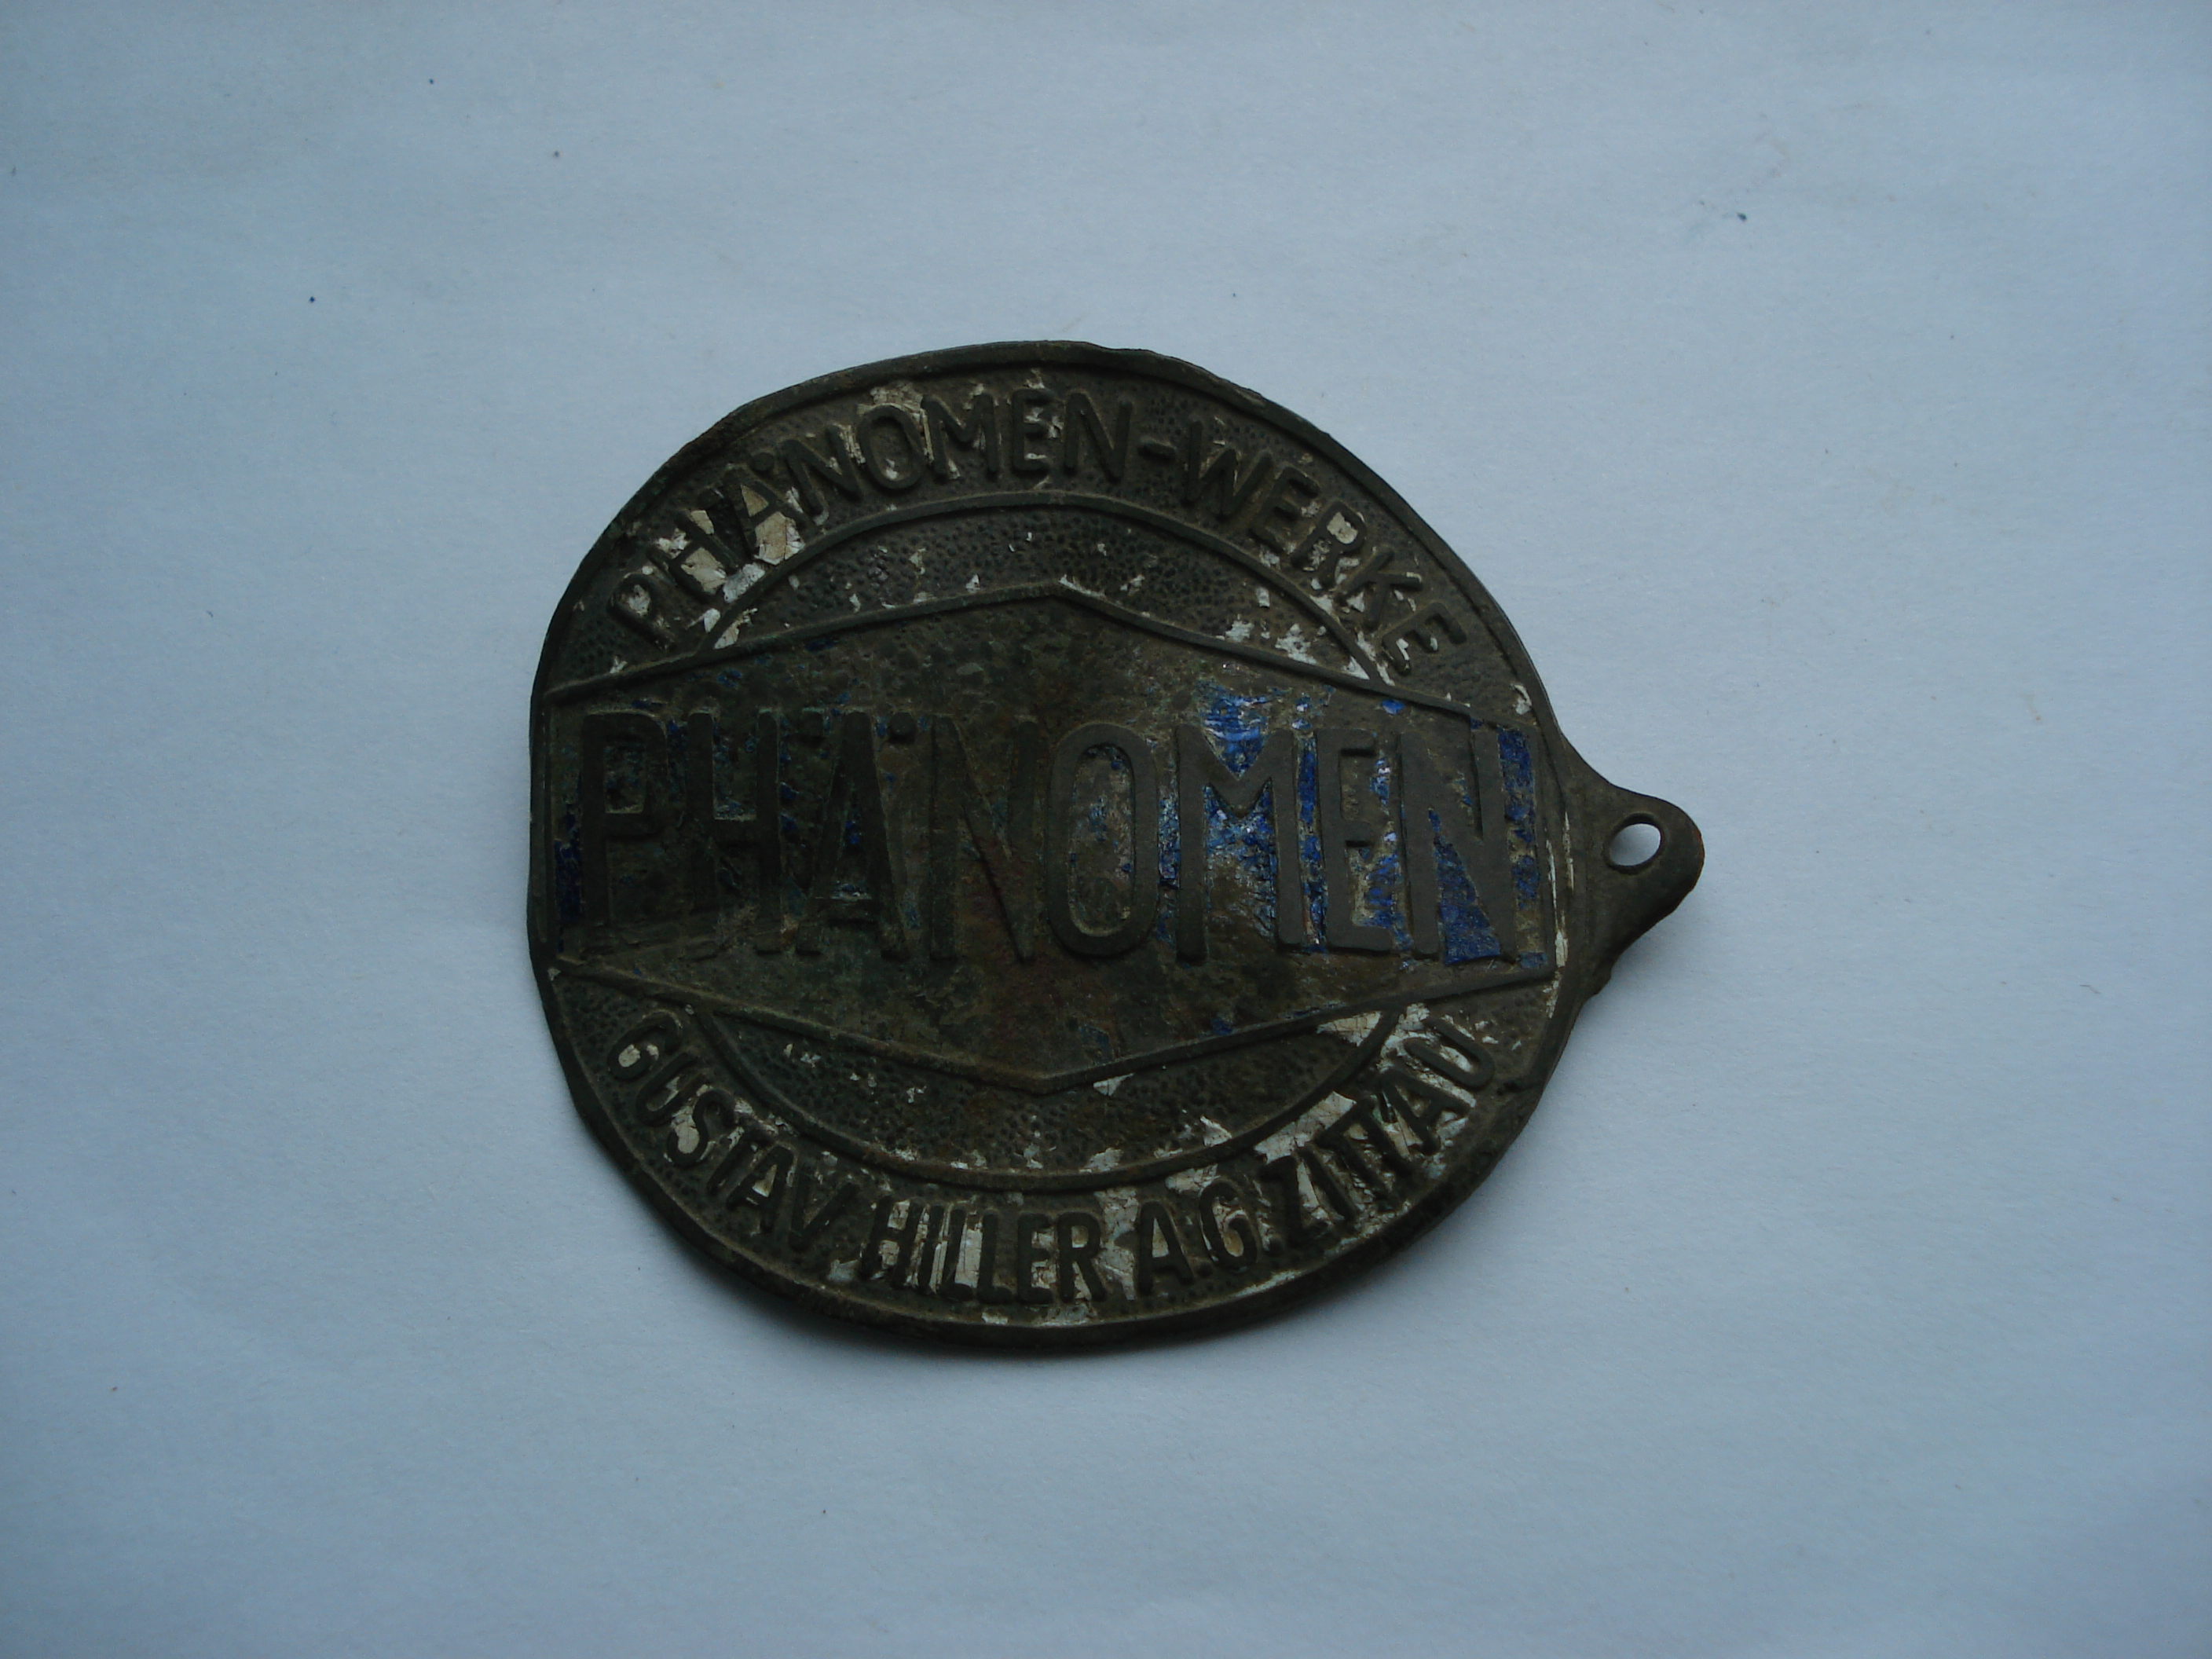 PHÄNOMEN-WERKE
PHÄNOMEN
GUSTAV HILLER A.G. ZITTAU